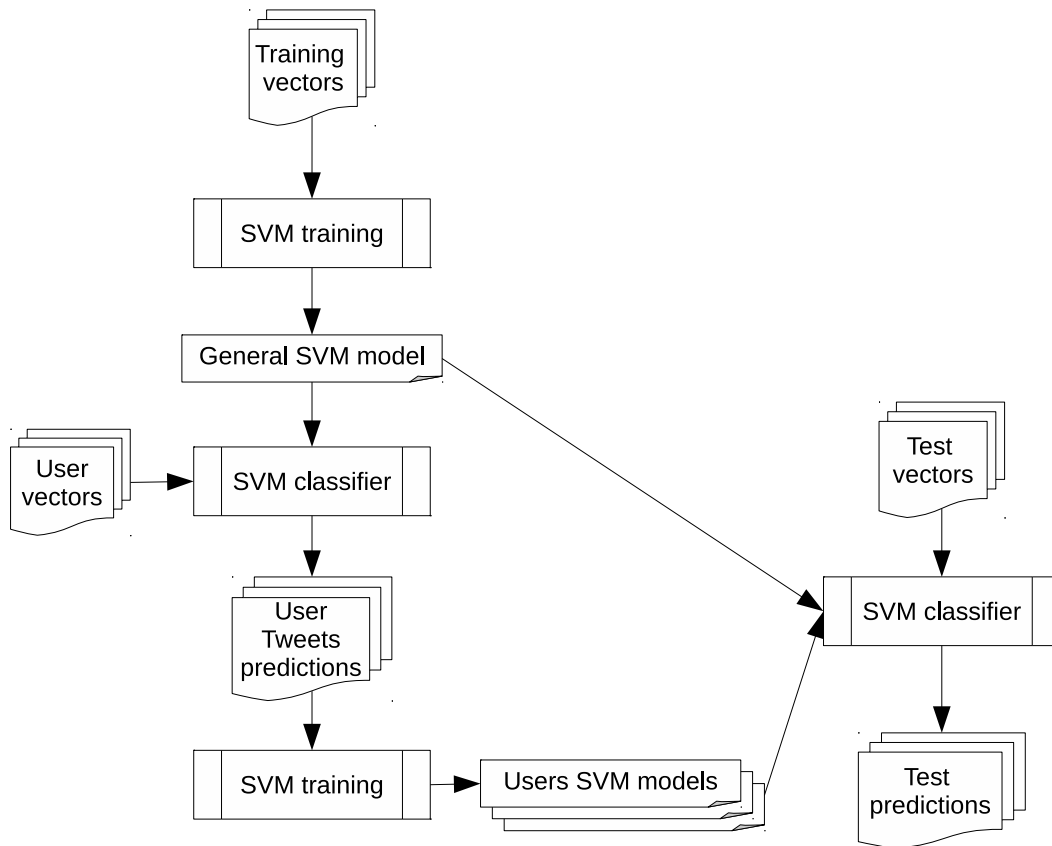 Training
vectors
SVM training
General SVM model
User
vectors
SVM classifier
Test
vectors
User
Tweets
predictions
SVM classifier
SVM training
Users SVM models
Test
predictions